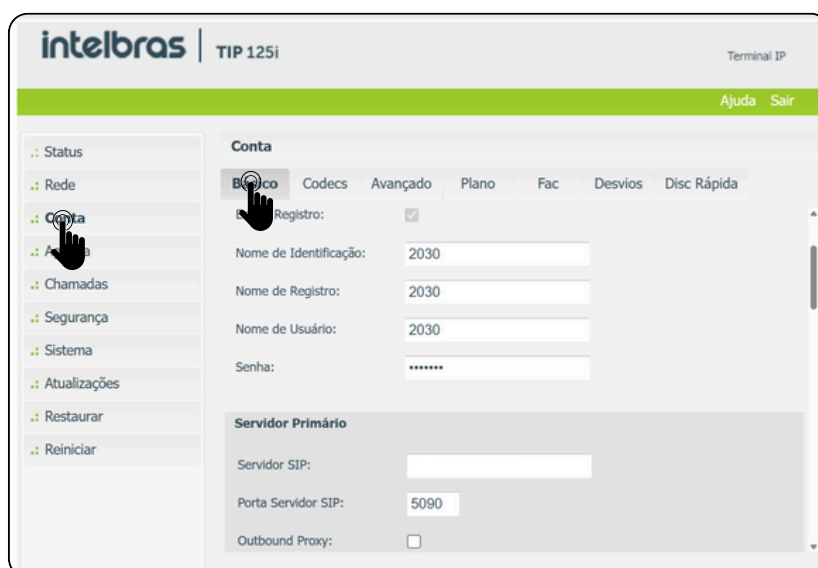 intelbras TIP 125i
Terminal IP
Ajuda Sair
.: Status
.: Rede
.: Conta
.: Chamadas
.: Segurança
.: Sistema
.: Atualizações
.: Restaurar
.: Reiniciar
Conta
Básico Codecs Avançado Plano Fac Desvios Disc Rápida
Registro:
Nome de Identificação: 2030
Nome de Registro: 2030
Nome de Usuário: 2030
Senha: •••••••
Servidor Primário
Servidor SIP:
Porta Servidor SIP: 5090
Outbound Proxy: